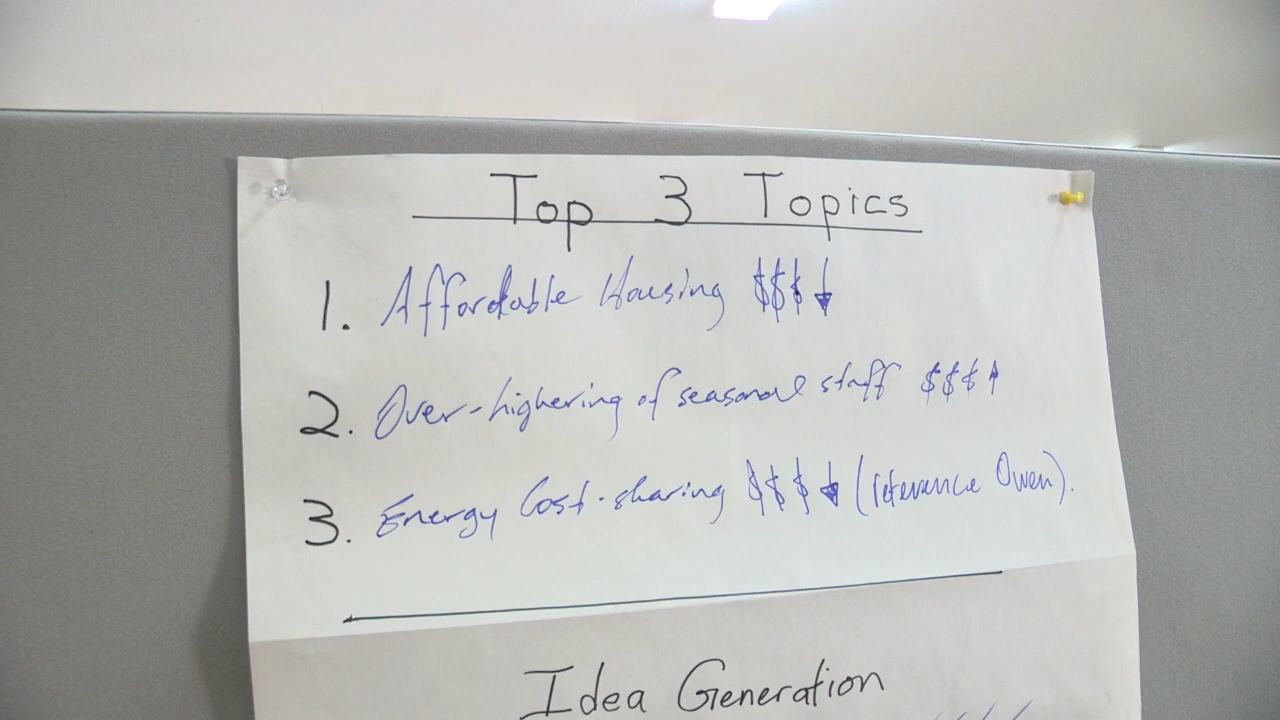 Top 3 Topics
1. Affordable Housing $$$↓
2. Over-highering of seasonal staff $$$↑
3. Energy Cost-sharing $$$↓ (reference Owen).
Idea Generation